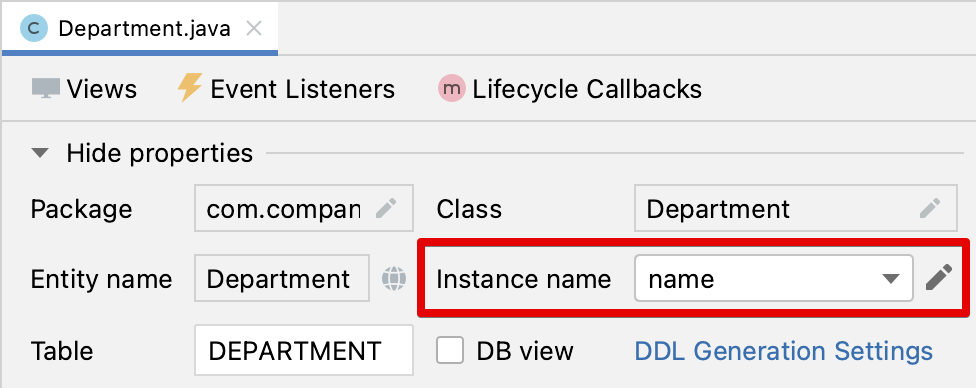 C Department.java
Views Event Listeners m Lifecycle Callbacks
Hide properties
Package com.compan Class Department
Entity name Department Instance name name
Table DEPARTMENT DB view DDL Generation Settings